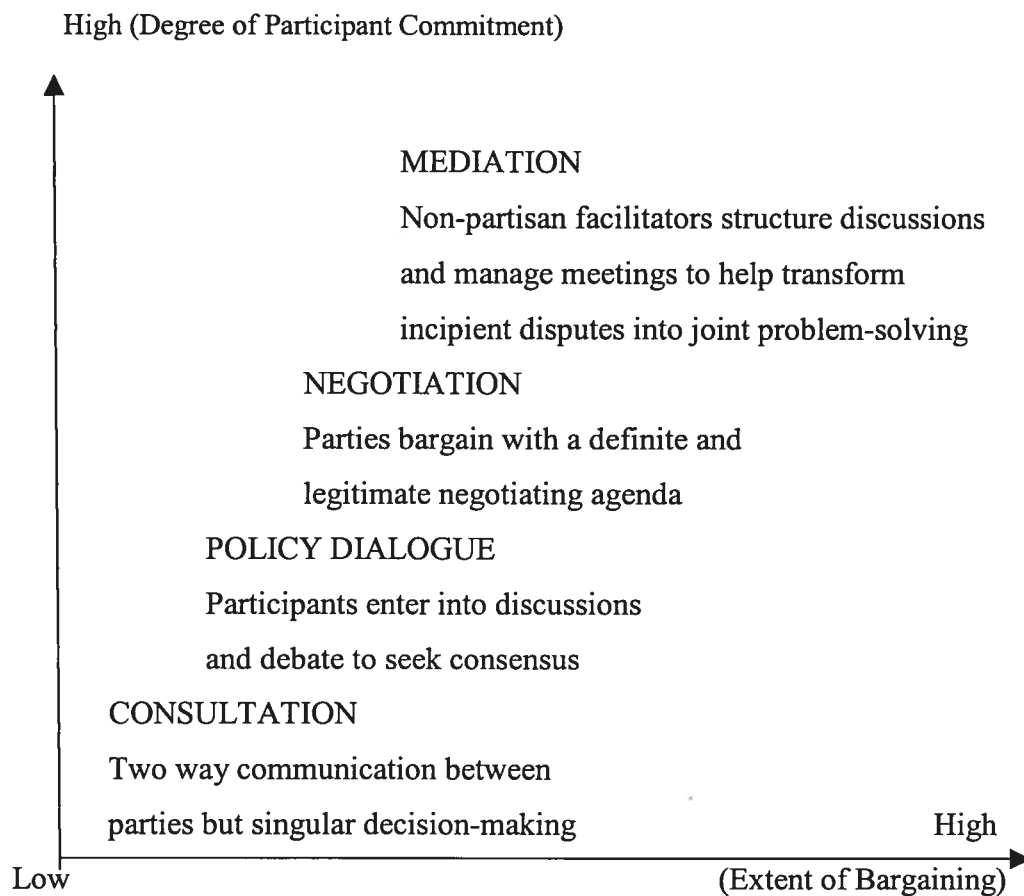 High (Degree of Participant Commitment)
MEDIATION
Non-partisan facilitators structure discussions
and manage meetings to help transform
incipient disputes into joint problem-solving
NEGOTIATION
Parties bargain with a definite and
legitimate negotiating agenda
POLICY DIALOGUE
Participants enter into discussions
and debate to seek consensus
CONSULTATION
Two way communication between
parties but singular decision-making
High
Low
(Extent of Bargaining)